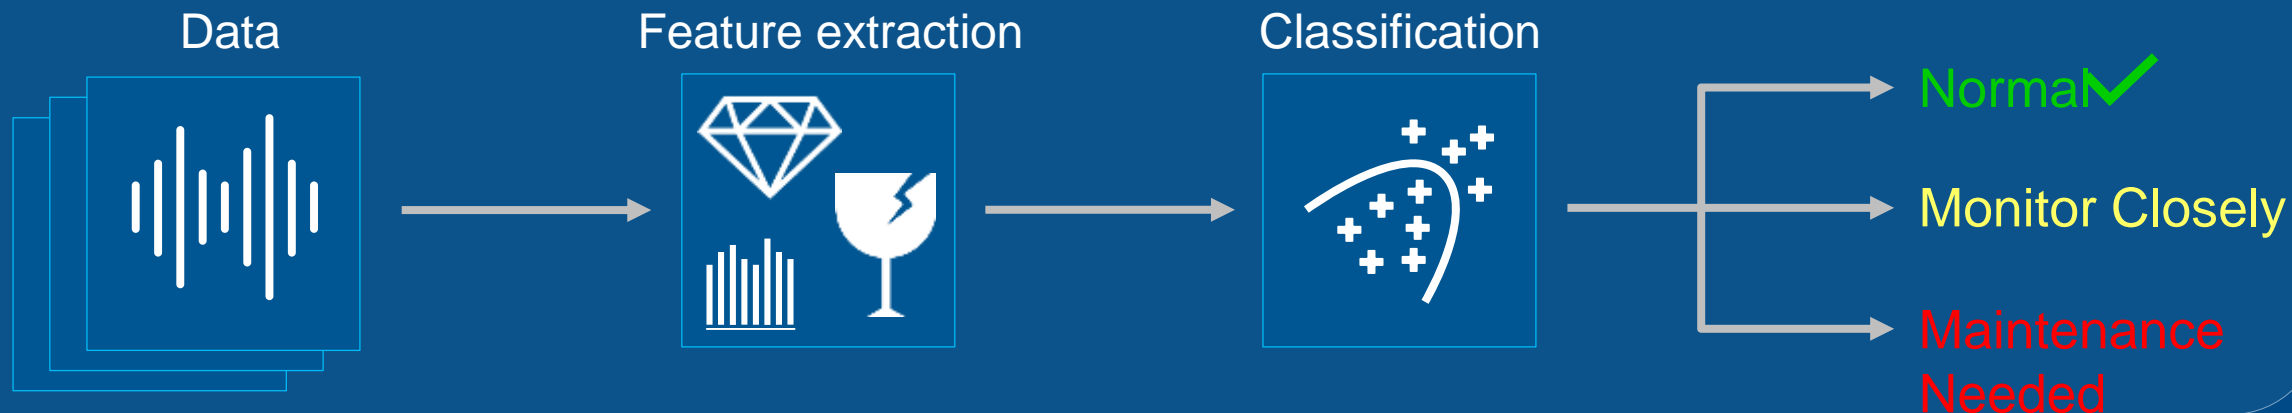 Data
Feature extraction
Classification
Normal
Monitor Closely
Maintenance
Needed